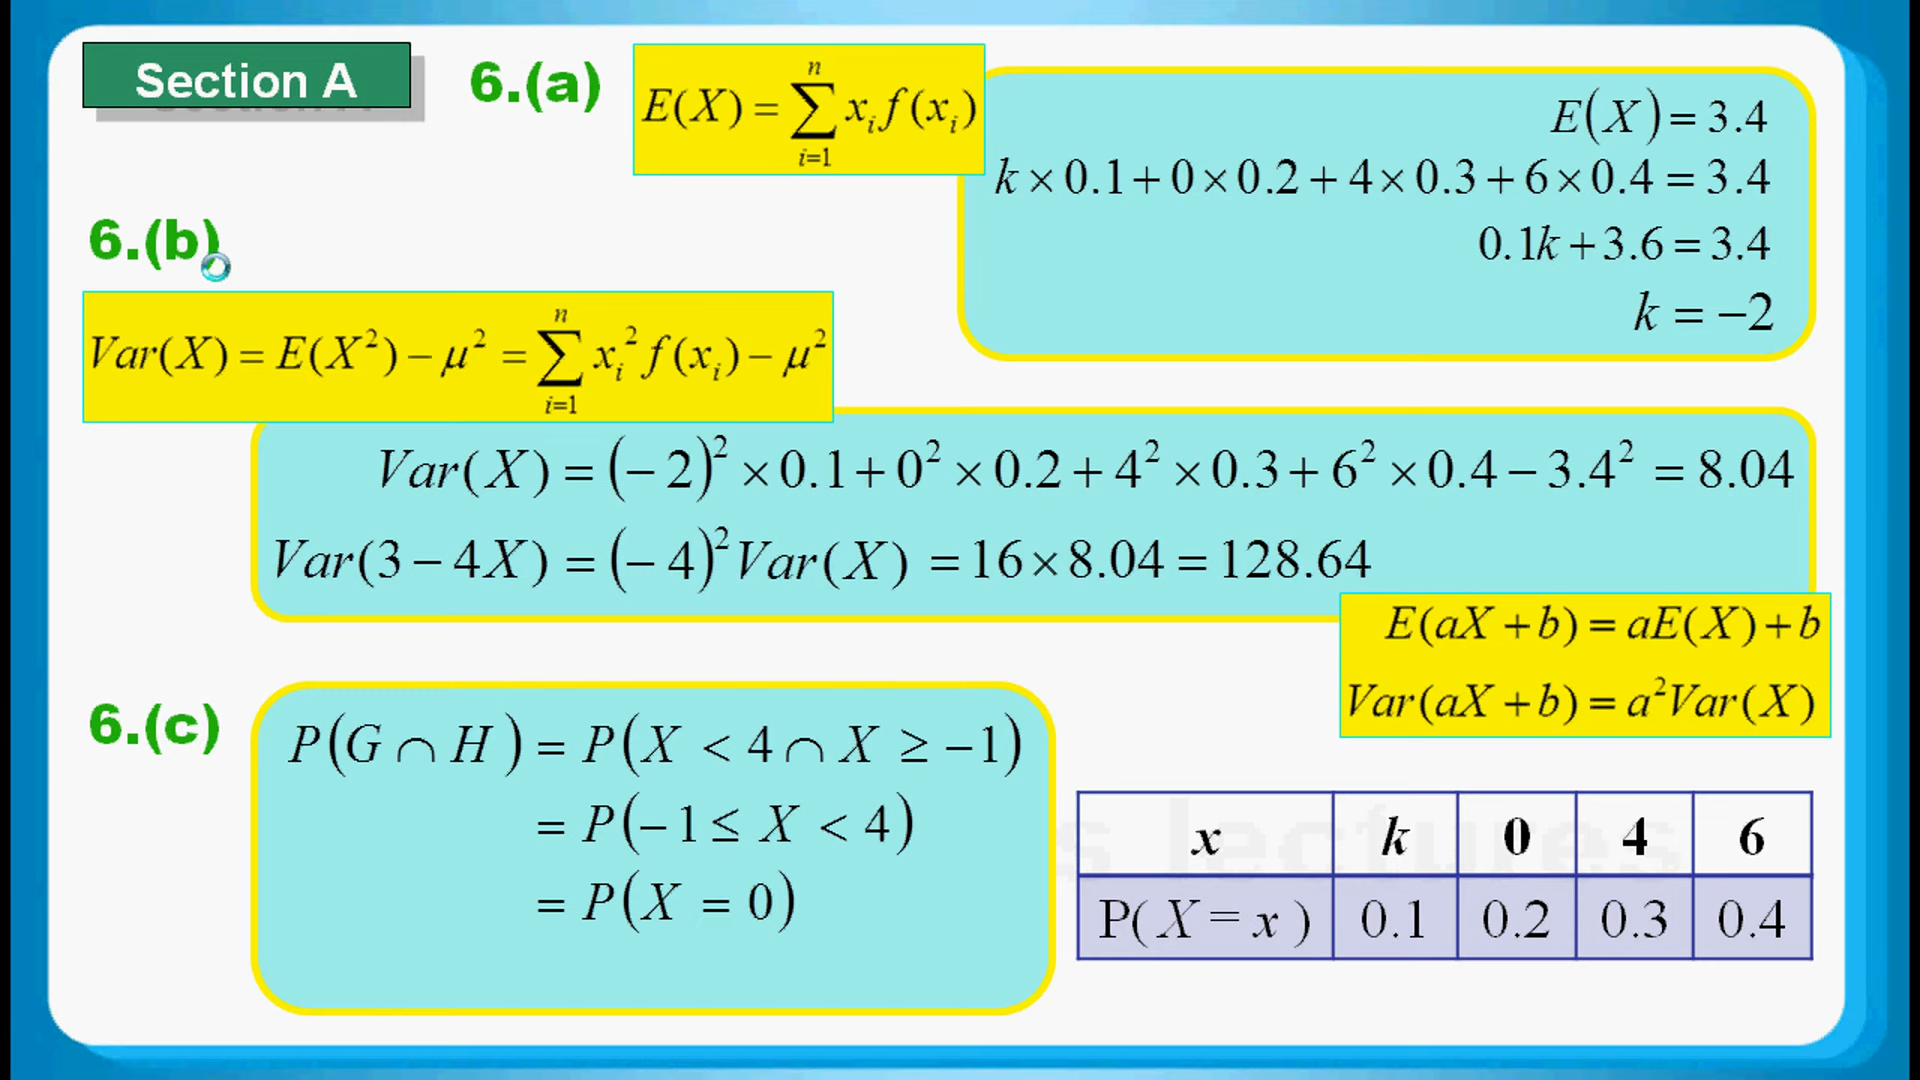 Section A
6.(a)
E(X) = ∑_{i=1}^{n} x_i f(x_i)
E(X) = 3.4
k × 0.1 + 0 × 0.2 + 4 × 0.3 + 6 × 0.4 = 3.4
0.1k + 3.6 = 3.4
k = −2
6.(b)
Var(X) = E(X²) − μ² = ∑_{i=1}^{n} x_i² f(x_i) − μ²
Var(X) = (−2)² × 0.1 + 0² × 0.2 + 4² × 0.3 + 6² × 0.4 − 3.4² = 8.04
Var(3 − 4X) = (−4)² Var(X) = 16 × 8.04 = 128.64
E(aX + b) = aE(X) + b
Var(aX + b) = a²Var(X)
6.(c)
P(G ∩ H) = P(X < 4 ∩ X ≥ −1)
= P(−1 ≤ X < 4)
= P(X = 0)
x k 0 4 6
P(X = x) 0.1 0.2 0.3 0.4